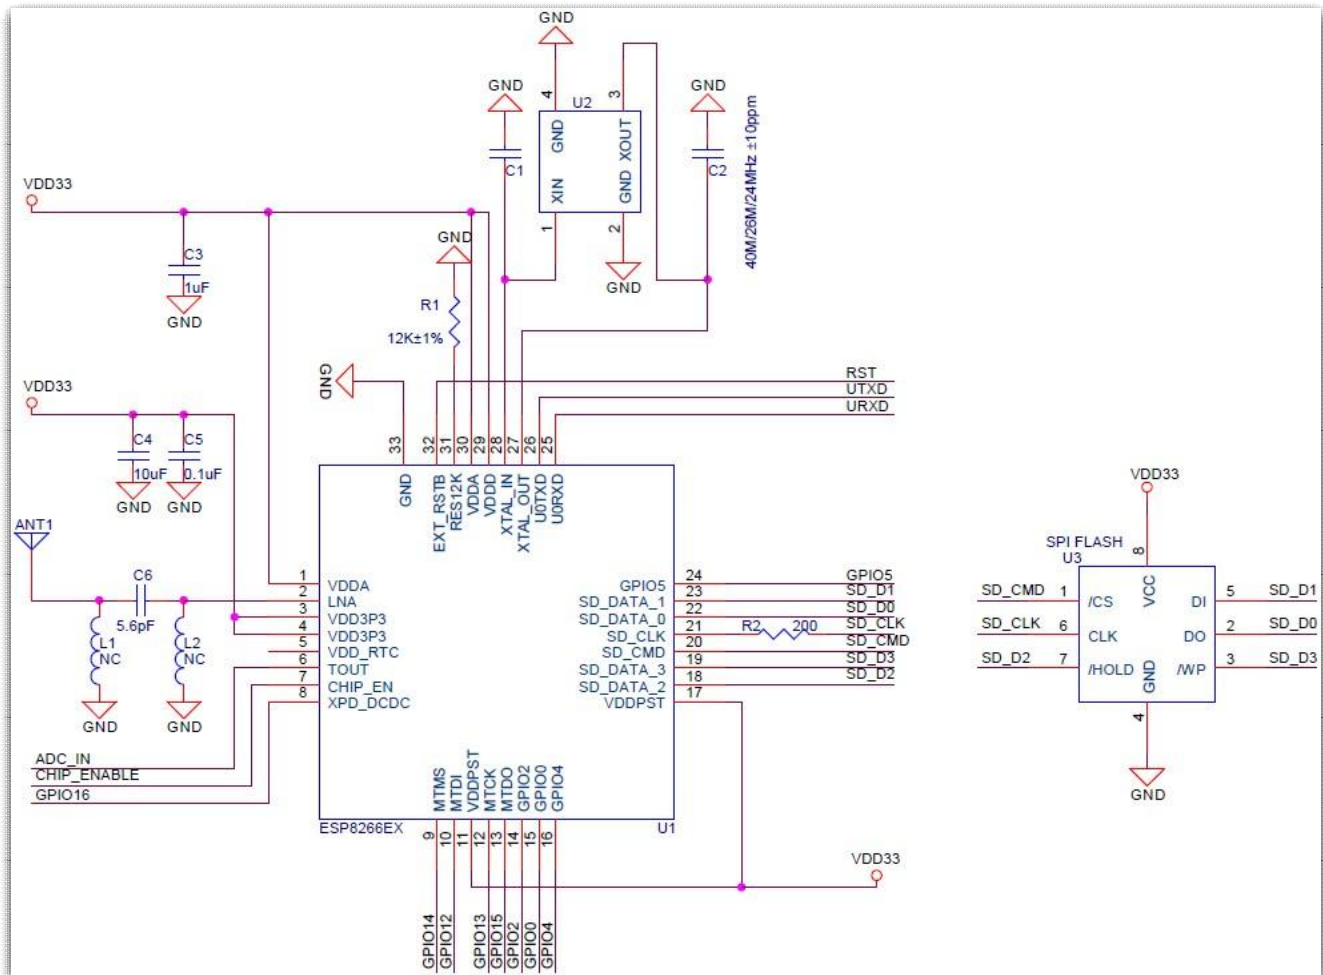 GND
GND
4
U2
3
GND
GND
XOUT
XIN
GND
1
2
GND
C1
C2
40M/26M/24MHz ±10ppm
VDD33
C3
1uF
GND
GND
R1
12K±1%
GND
RST
UTXD
URXD
VDD33
C4
10uF
GND
C5
0.1uF
GND
33
32
31
30
29
28
27
26
25
GND
EXT_RSTB
RES12K
VDDA
VDDD
XTAL_IN
XTAL_OUT
U0TXD
U0RXD
ANT1
C6
5.6pF
L1
NC
GND
L2
NC
GND
1 VDDA
2 LNA
3 VDD3P3
4 VDD3P3
5 VDD_RTC
6 TOUT
7 CHIP_EN
8 XPD_DCDC
GPIO5 24 GPIO5
SD_DATA_1 23 SD_D1
SD_DATA_0 22 SD_D0
SD_CLK 21 R2 200 SD_CLK
SD_CMD 20 SD_CMD
SD_DATA_3 19 SD_D3
SD_DATA_2 18 SD_D2
VDDPST 17
ADC_IN
CHIP_ENABLE
GPIO16
MTMS
MTDI
VDDPST
MTCK
MTDO
GPIO2
GPIO0
GPIO4
ESP8266EX
U1
9
10
11
12
13
14
15
16
GPIO14
GPIO12
GPIO13
GPIO15
GPIO2
GPIO0
GPIO4
VDD33
VDD33
SPI FLASH
U3
8
VCC
SD_CMD 1 /CS
SD_CLK 6 CLK
SD_D2 7 /HOLD
DI 5 SD_D1
DO 2 SD_D0
/WP 3 SD_D3
GND
4
GND